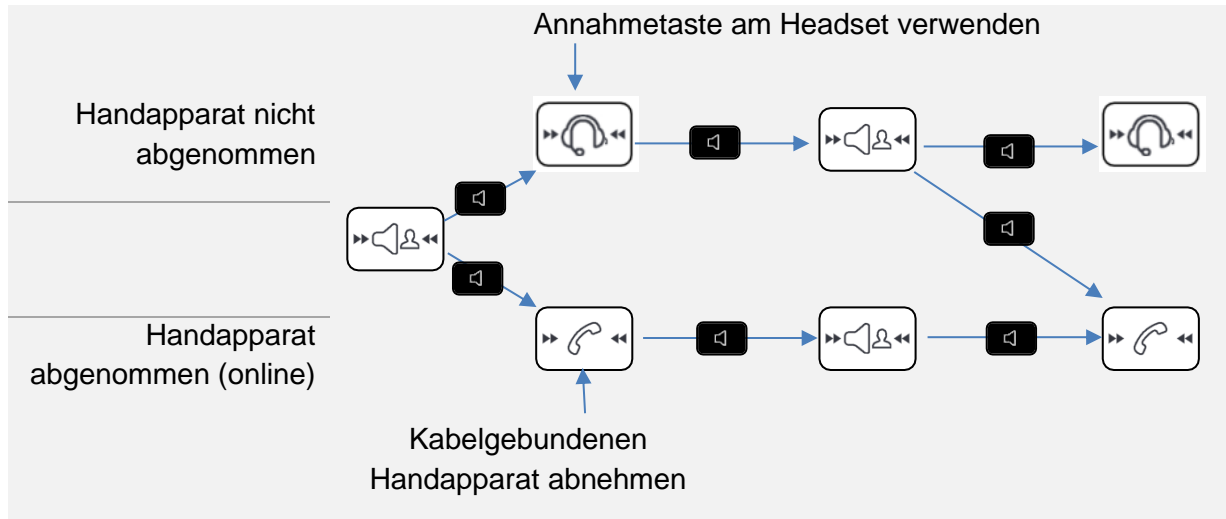 Annahmetaste am Headset verwenden
Handapparat nicht
abgenommen
Handapparat
abgenommen (online)
Kabelgebundenen
Handapparat abnehmen